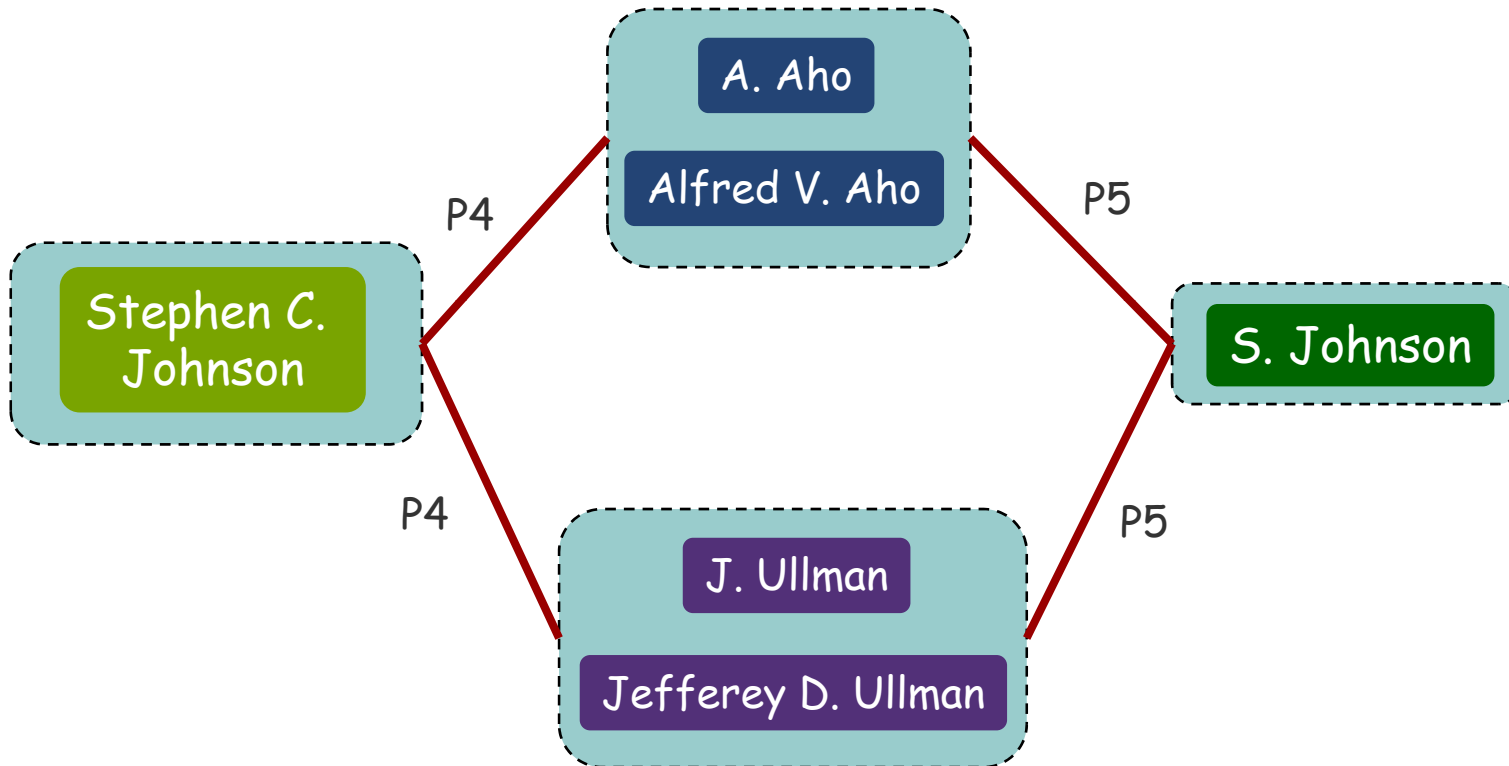 A. Aho
Alfred V. Aho
P4
P5
Stephen C.
Johnson
S. Johnson
P4
P5
J. Ullman
Jefferey D. Ullman